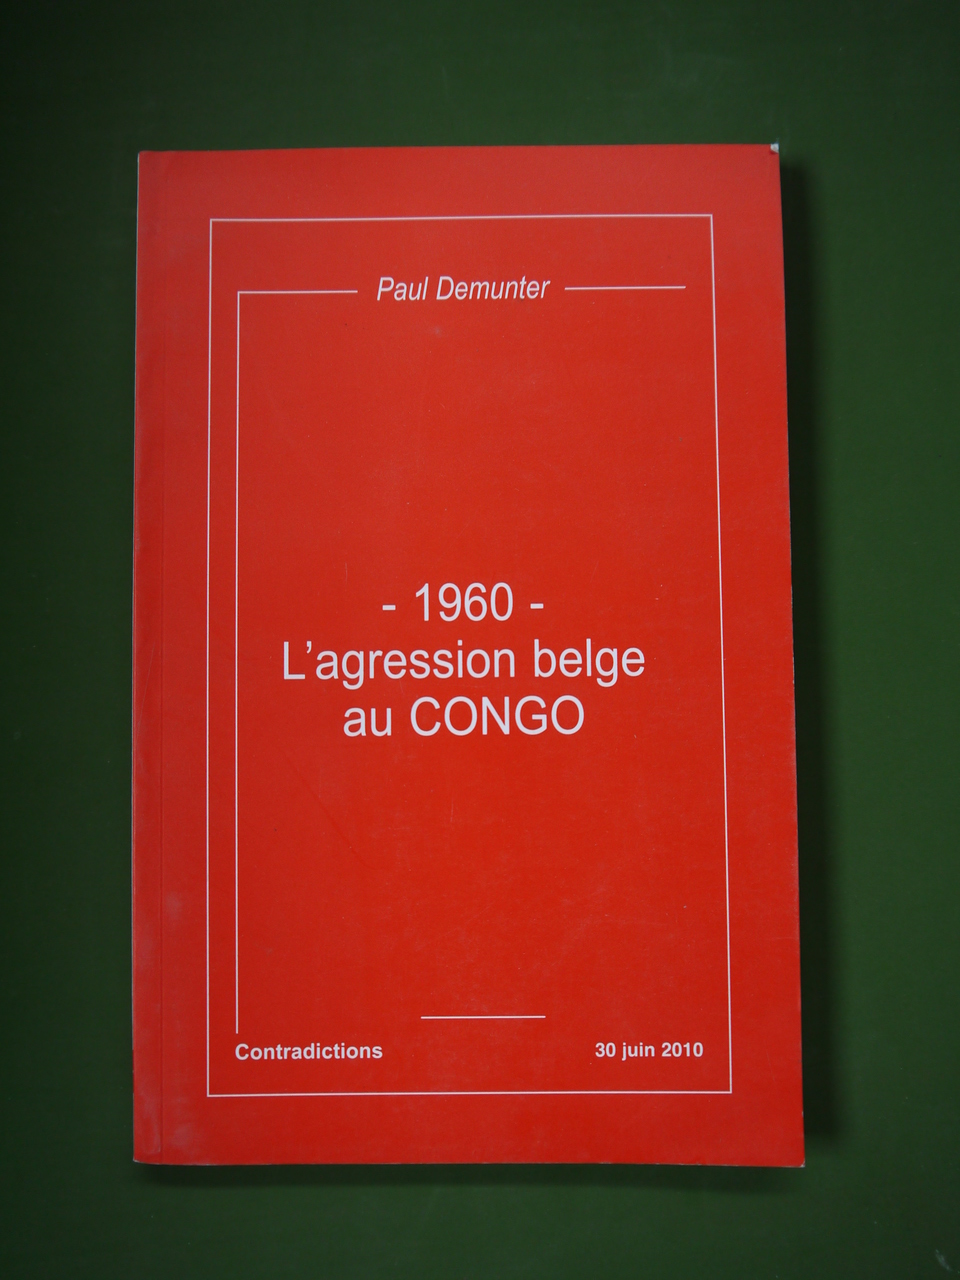 Paul Demunter
- 1960 -
L'agression belge
au CONGO
Contradictions
30 juin 2010